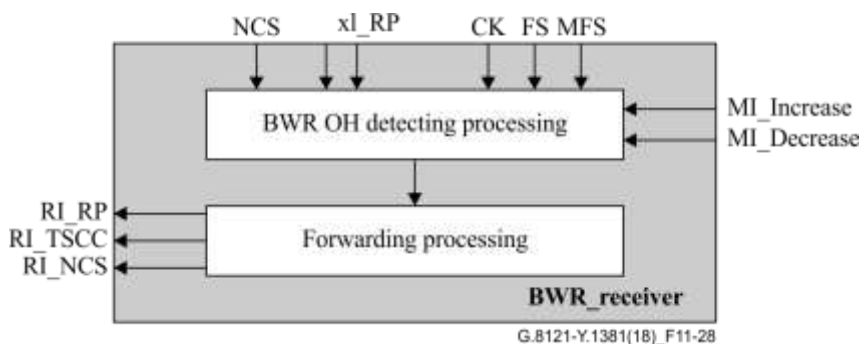 NCS xl_RP CK FS MFS
BWR OH detecting processing
MI_Increase
MI_Decrease
RI_RP
RI_TSCC
RI_NCS
Forwarding processing
BWR_receiver
G.8121-Y.1381(18)_F11-28